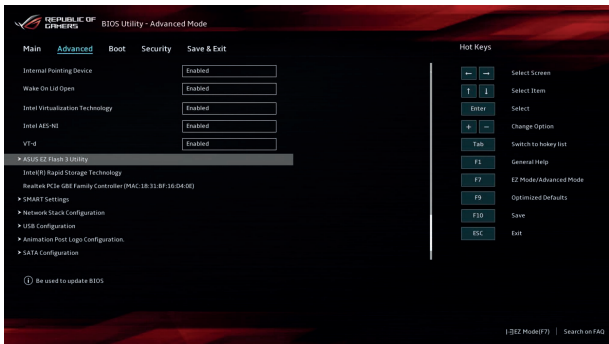 REPUBLIC OF
GAMERS
BIOS Utility - Advanced Mode
Main Advanced Boot Security Save & Exit
Hot Keys
Internal Pointing Device Enabled
Wake On Lid Open Enabled
Intel Virtualization Technology Enabled
Intel AES-NI Enabled
VT-d Enabled
> ASUS EZ Flash 3 Utility
Intel(R) Rapid Storage Technology
Realtek PCIe GBE Family Controller (MAC:18:31:BF:16:D4:0E)
> SMART Settings
> Network Stack Configuration
> USB Configuration
> Animation Post Logo Configuration.
> SATA Configuration
i Be used to update BIOS
← → Select Screen
↑ ↓ Select Item
Enter Select
+ - Change Option
Tab Switch to hokey list
F1 General Help
F7 EZ Mode/Advanced Mode
F9 Optimized Defaults
F10 Save
ESC Exit
EZ Mode(F7) | Search on FAQ